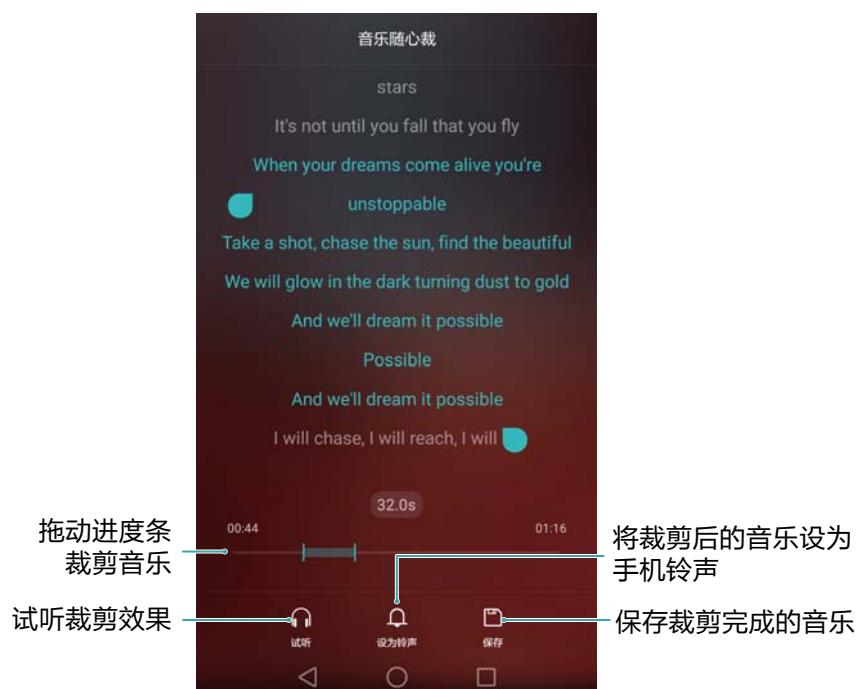 音乐随心裁
stars
It's not until you fall that you fly
When your dreams come alive you're
unstoppable
Take a shot, chase the sun, find the beautiful
We will glow in the dark turning dust to gold
And we'll dream it possible
Possible
And we'll dream it possible
I will chase, I will reach, I will
32.0s
00:44
01:16
拖动进度条
裁剪音乐
将裁剪后的音乐设为
手机铃声
试听裁剪效果
试听
设为铃声
保存
保存裁剪完成的音乐